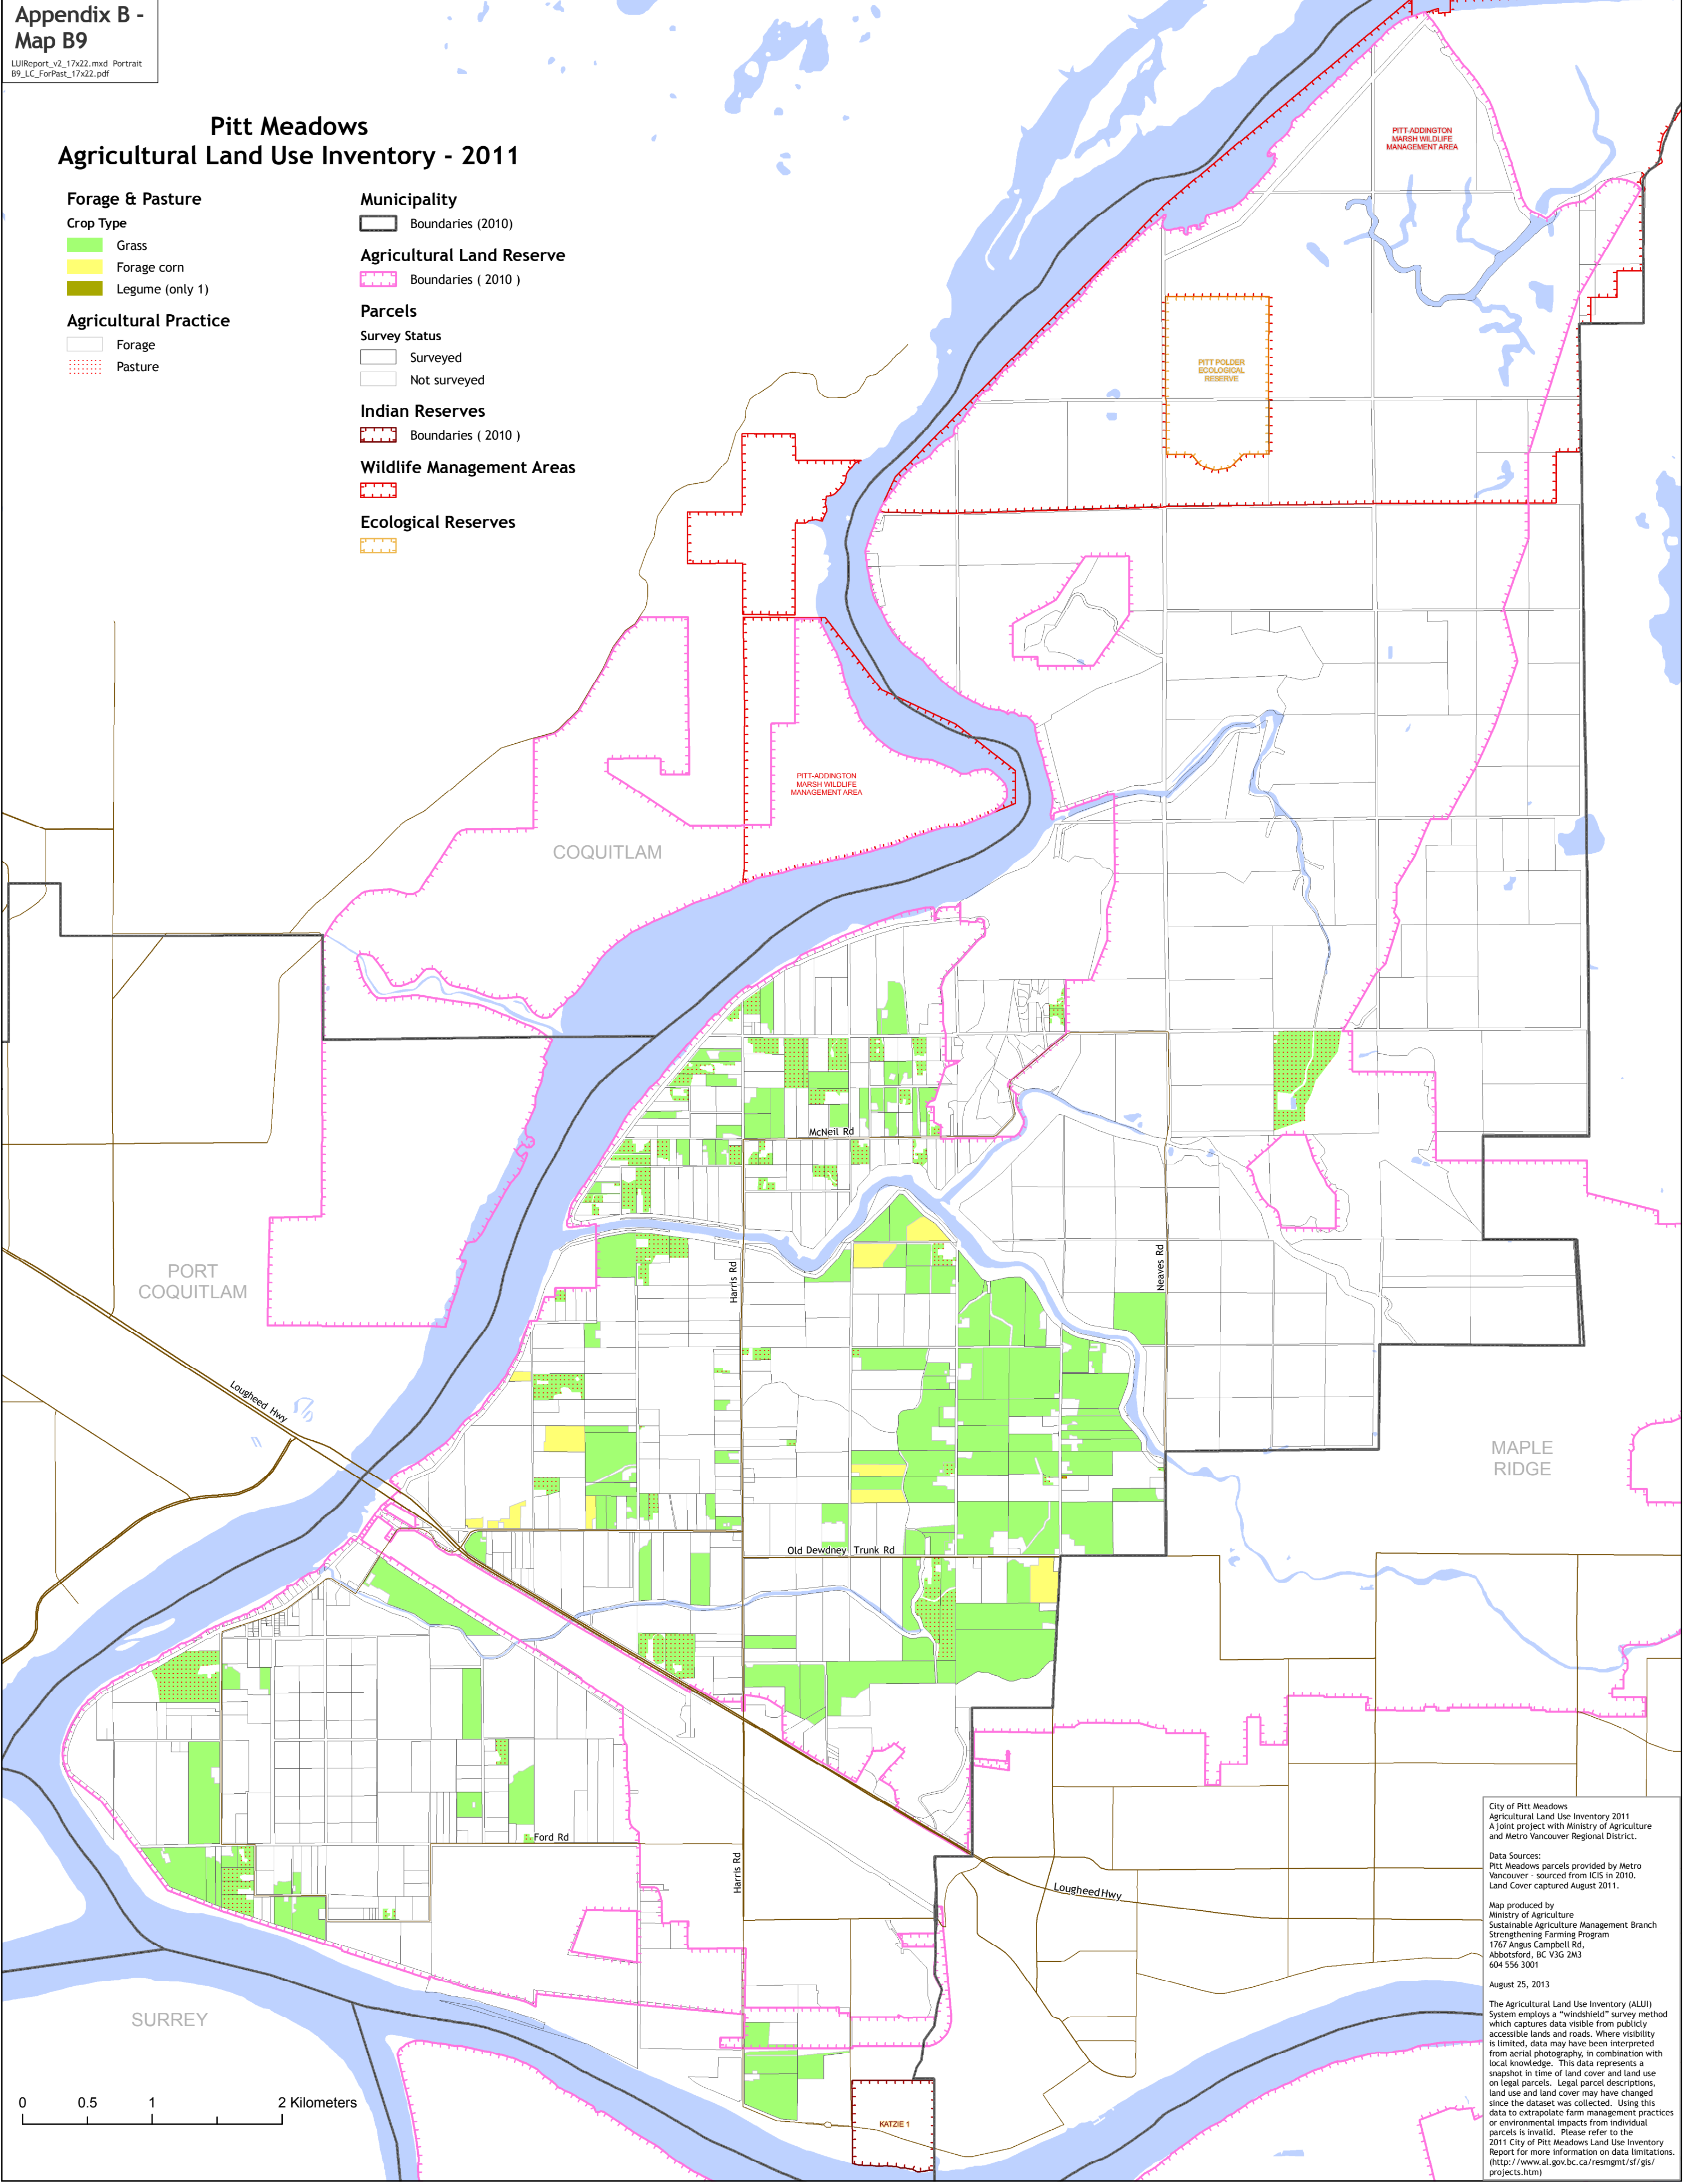 Appendix B -
Map B9
LUIReport_v2_17x22.mxd Portrait
B9_LC_ForPast_17x22.pdf
Pitt Meadows
Agricultural Land Use Inventory - 2011
Forage & Pasture
Crop Type
Grass
Forage corn
Legume (only 1)
Agricultural Practice
Forage
Pasture
Municipality
Boundaries (2010)
Agricultural Land Reserve
Boundaries ( 2010 )
Parcels
Survey Status
Surveyed
Not surveyed
Indian Reserves
Boundaries ( 2010 )
Wildlife Management Areas
Ecological Reserves
PITT-ADDINGTON
MARSH WILDLIFE
MANAGEMENT AREA
PITT POLDER
ECOLOGICAL
RESERVE
PITT-ADDINGTON
MARSH WILDLIFE
MANAGEMENT AREA
COQUITLAM
McNeil Rd
PORT
COQUITLAM
Harris Rd
Neaves Rd
Lougheed Hwy
MAPLE
RIDGE
Old Dewdney Trunk Rd
Ford Rd
Harris Rd
Lougheed Hwy
SURREY
KATZIE 1
0 0.5 1 2 Kilometers
City of Pitt Meadows
Agricultural Land Use Inventory 2011
A joint project with Ministry of Agriculture
and Metro Vancouver Regional District.
Data Sources:
Pitt Meadows parcels provided by Metro
Vancouver - sourced from ICIS in 2010.
Land Cover captured August 2011.
Map produced by
Ministry of Agriculture
Sustainable Agriculture Management Branch
Strengthening Farming Program
1767 Angus Campbell Rd,
Abbotsford, BC V3G 2M3
604 556 3001
August 25, 2013
The Agricultural Land Use Inventory (ALUI)
System employs a "windshield" survey method
which captures data visible from publicly
accessible lands and roads. Where visibility
is limited, data may have been interpreted
from aerial photography, in combination with
local knowledge. This data represents a
snapshot in time of land cover and land use
on legal parcels. Legal parcel descriptions,
land use and land cover may have changed
since the dataset was collected. Using this
data to extrapolate farm management practices
or environmental impacts from individual
parcels is invalid. Please refer to the
2011 City of Pitt Meadows Land Use Inventory
Report for more information on data limitations.
(http://www.al.gov.bc.ca/resmgmt/sf/gis/
projects.htm)